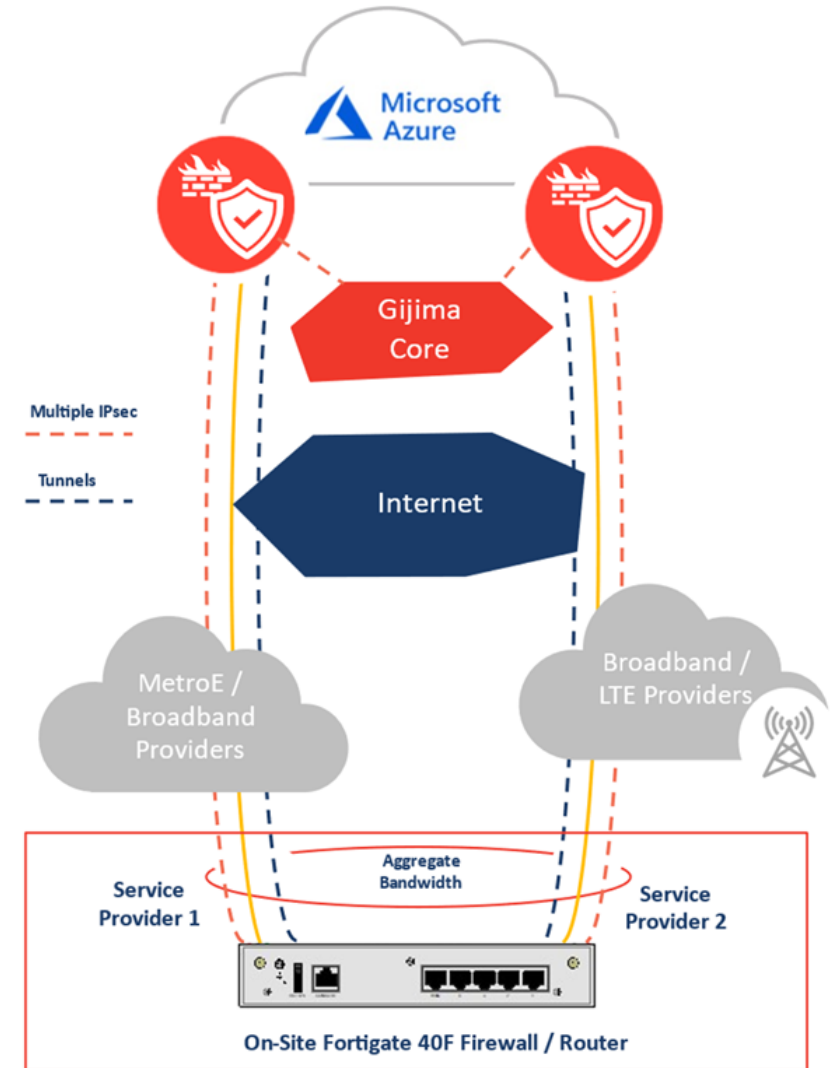 Microsoft
Azure
Gijima
Core
Multiple IPsec
Tunnels
Internet
MetroE /
Broadband
Providers
Broadband /
LTE Providers
Aggregate
Bandwidth
Service
Provider 1
Service
Provider 2
On-Site Fortigate 40F Firewall / Router